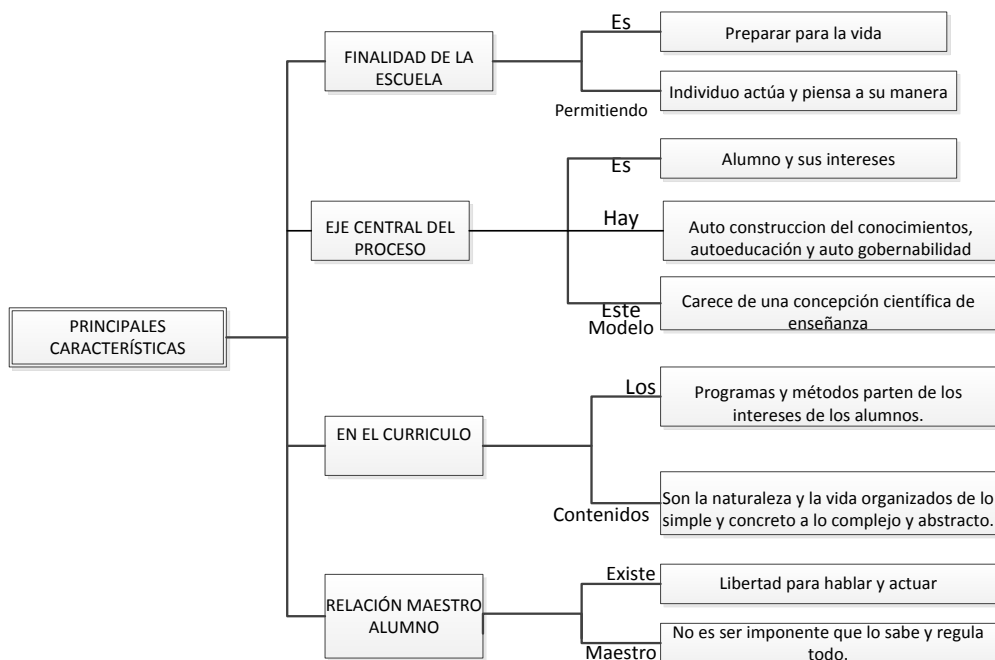 PRINCIPALES
CARACTERÍSTÍCAS
FINALIDAD DE LA
ESCUELA
Es
Preparar para la vida
Permitiendo
Individuo actúa y piensa a su manera
EJE CENTRAL DEL
PROCESO
Es
Alumno y sus intereses
Hay
Auto construccion del conocimientos,
autoeducación y auto gobernabilidad
Este
Modelo
Carece de una concepción científica de
enseñanza
EN EL CURRICULO
Los
Programas y métodos parten de los
intereses de los alumnos.
Contenidos
Son la naturaleza y la vida organizados de lo
simple y concreto a lo complejo y abstracto.
RELACIÓN MAESTRO
ALUMNO
Existe
Libertad para hablar y actuar
Maestro
No es ser imponente que lo sabe y regula
todo.